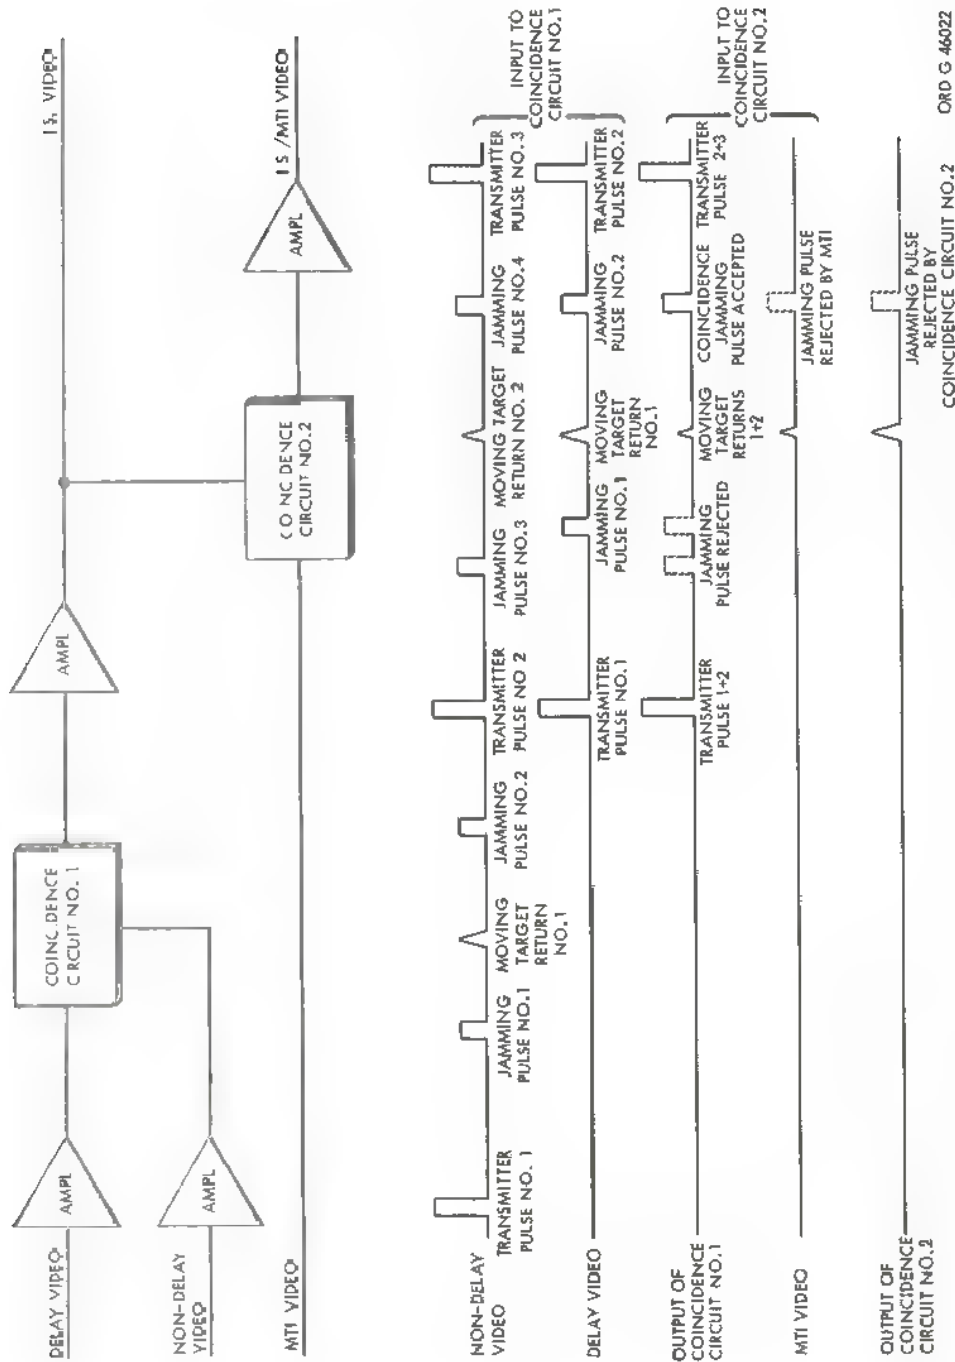 DELAY VIDEO
AMPL
COINCIDENCE
CIRCUIT NO. 1
AMPL
I S. VIDEO
NON-DELAY
VIDEO
AMPL
MTI VIDEO
COINCIDENCE
CIRCUIT NO.2
AMPL
I S /MTI VIDEO
NON-DELAY
VIDEO
TRANSMITTER
PULSE NO. 1
JAMMING
PULSE NO.1
MOVING
TARGET
RETURN
NO.1
JAMMING
PULSE NO.2
TRANSMITTER
PULSE NO 2
JAMMING
PULSE NO.3
MOVING TARGET
RETURN NO. 2
JAMMING
PULSE NO.4
TRANSMITTER
PULSE NO.3
INPUT TO
COINCIDENCE
CIRCUIT NO.1
DELAY VIDEO
TRANSMITTER
PULSE NO.1
JAMMING
PULSE NO.1
MOVING
TARGET
RETURN
NO.1
JAMMING
PULSE NO.2
TRANSMITTER
PULSE NO.2
OUTPUT OF
COINCIDENCE
CIRCUIT NO.1
TRANSMITTER
PULSE 1+2
JAMMING
PULSE REJECTED
MOVING
TARGET
RETURNS
1+2
COINCIDENCE
JAMMING
PULSE ACCEPTED
TRANSMITTER
PULSE 2+3
INPUT TO
COINCIDENCE
CIRCUIT NO.2
MTI VIDEO
JAMMING PULSE
REJECTED BY MTI
OUTPUT OF
COINCIDENCE
CIRCUIT NO.2
JAMMING PULSE
REJECTED BY
COINCIDENCE CIRCUIT NO.2
ORD G 46022